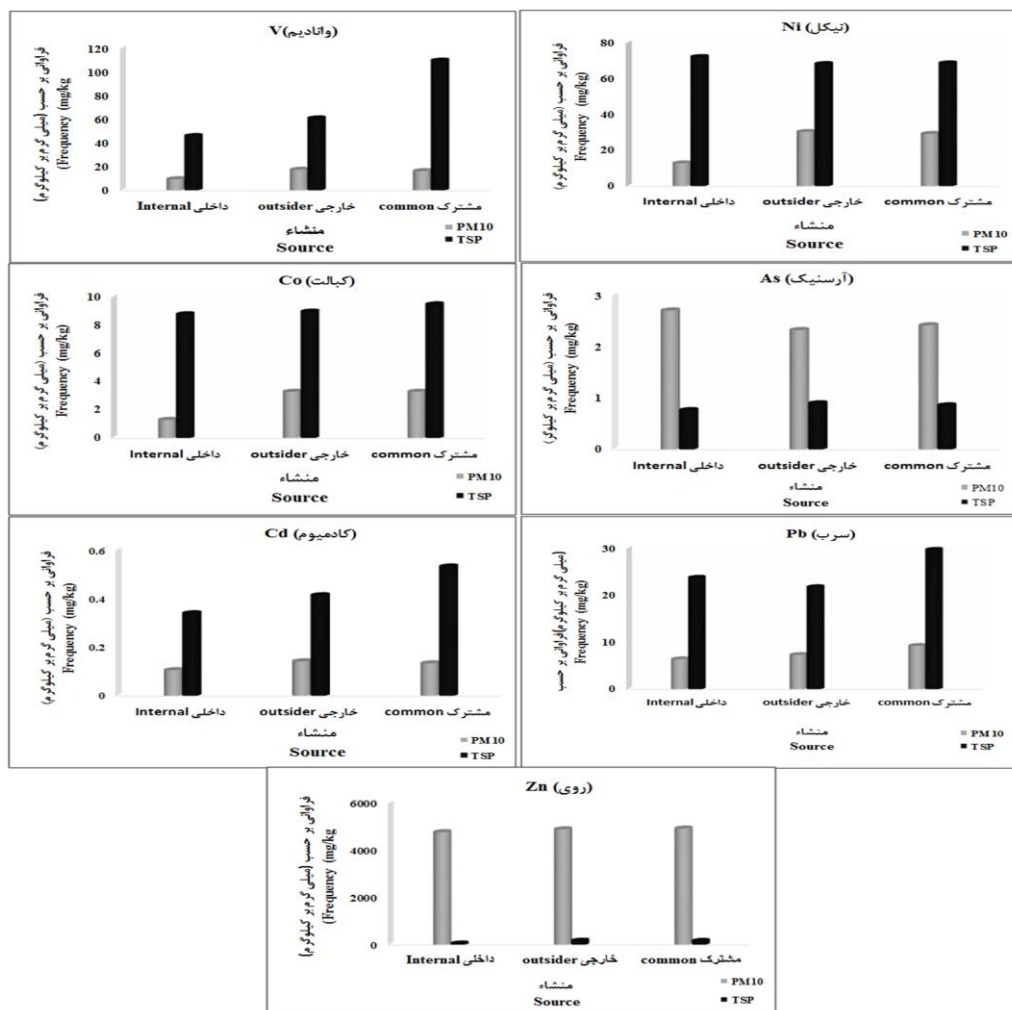 V(وانادیم)
فراوانی بر حسب (میلی گرم بر کیلوگرم)
(Frequency (mg/kg
120
100
80
60
40
20
0
Internal داخلی
outsider خارجی
common مشترک
منشاء
Source
PM10
TSP
Ni (نیکل)
فراوانی بر حسب (میلی گرم بر کیلوگرم)
Frequency (mg/kg)
80
60
40
20
0
Internal داخلی
outsider خارجی
common مشترک
منشاء
Source
PM10
TSP
Co (کبالت)
فراوانی بر حسب (میلی گرم بر کیلوگرم)
Frequency (mg/kg)
10
8
6
4
2
0
Internal داخلی
outsider خارجی
common مشترک
منشاء
Source
PM10
TSP
As (آرسنیک)
فراوانی بر حسب (میلی گرم بر کیلوگر)
Frequency (mg/kg)
3
2
1
0
Internal داخلی
outsider خارجی
common مشترک
منشاء
Source
PM10
TSP
Cd (کادمیوم)
فراوانی بر حسب (میلی گرم بر کیلوگرم)
Frequency (mg/kg)
0.6
0.4
0.2
0
Internal داخلی
outsider خارجی
common مشترک
منشاء
Source
PM10
TSP
Pb (سرب)
(میلی گرم بر کیلوگرم)فراوانی بر حسب
Frequency (mg/kg)
30
20
10
0
Internal داخلی
outsider خارجی
common مشترک
منشاء
Source
PM10
TSP
Zn (روی)
فراوانی بر حسب (میلی گرم بر کیلوگرم)
(Frequency (mg/kg
6000
4000
2000
0
Internal داخلی
outsider خارجی
common مشترک
منشاء
Source
PM10
TSP